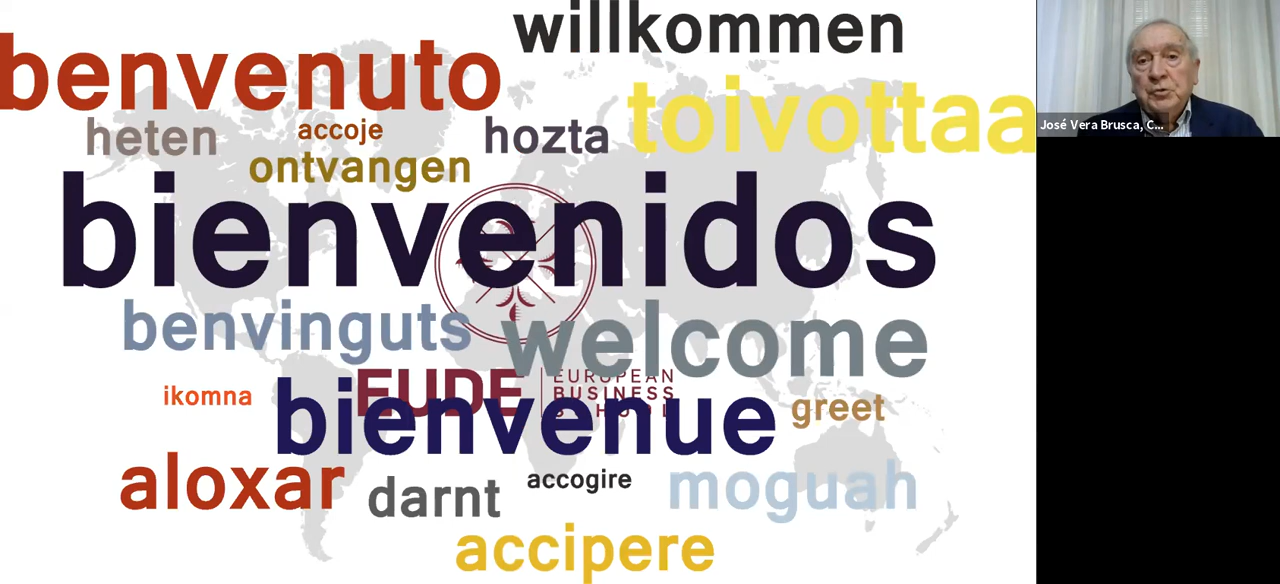 willkommen
benvenuto
toivottaa
heten
accoje
hozta
ontvangen
José Vera Brusca, C...
bienvenidos
benvinguts
welcome
EUDE
EUROPEAN
BUSINESS
SCHOOL
ikomna
bienvenue
greet
aloxar
darnt
accogire
moguah
accipere